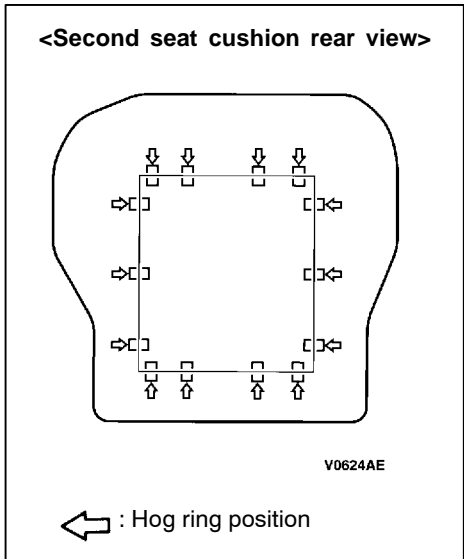 <Second seat cushion rear view>
V0624AE
: Hog ring position